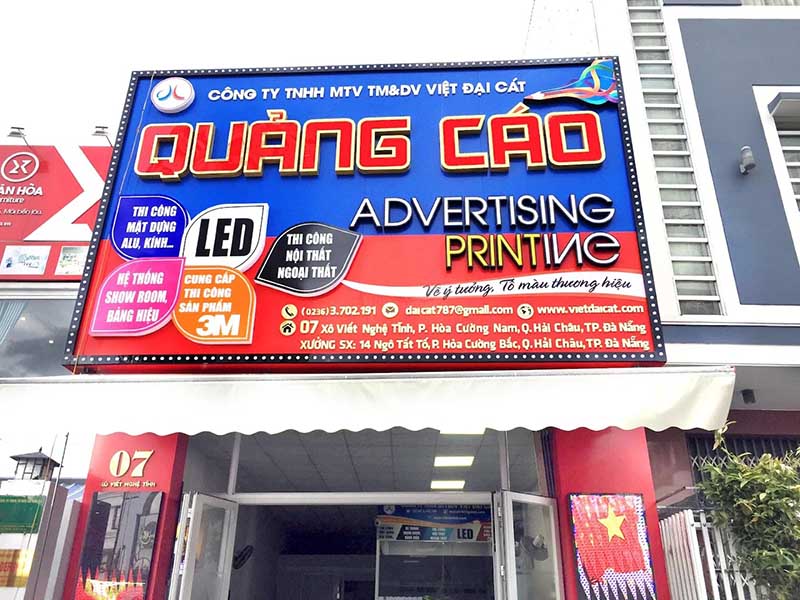 CÔNG TY TNHH MTV TM&DV VIỆT ĐẠI CÁT
QUẢNG CÁO
ADVERTISING
PRINTING
THI CÔNG
MẶT DỰNG
ALU, KÍNH...
LED
THI CÔNG
NỘI THẤT
NGOẠI THẤT
HỆ THỐNG
SHOW ROOM,
BẢNG HIỆU
CUNG CẤP
THI CÔNG
SẢN PHẨM
3M
Vẽ ý tưởng, Tô màu thương hiệu
(0236) 3.702.191 daicat787@gmail.com www.vietdaicat.com
07 Xô Viết Nghệ Tĩnh, P. Hòa Cường Nam, Q. Hải Châu, TP. Đà Nẵng
XƯỞNG SX: 14 Ngô Tất Tố, P. Hòa Cường Bắc, Q. Hải Châu, TP. Đà Nẵng
07
XÔ VIẾT NGHỆ TĨNH
LED